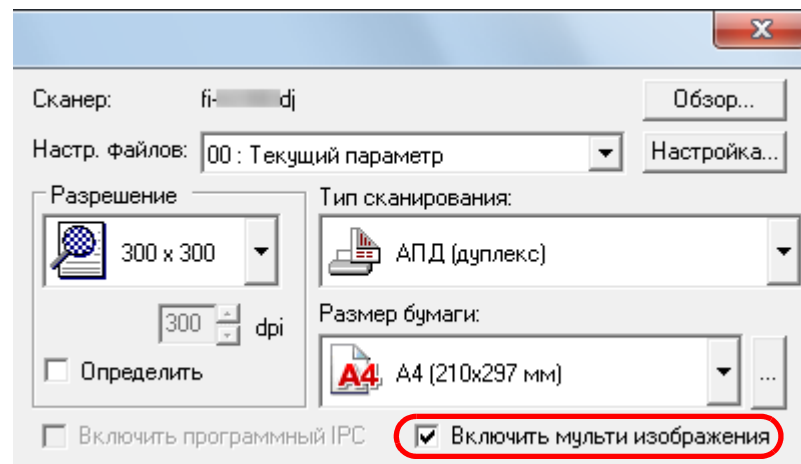 Сканер: fi- dj Обзор...
Настр. файлов: 00 : Текущий параметр Настройка...
Разрешение Тип сканирования:
300 x 300 АПД (дуплекс)
300 dpi Размер бумаги:
Определить A4 A4 (210x297 мм) ...
Включить программный IPC Включить мульти изображения